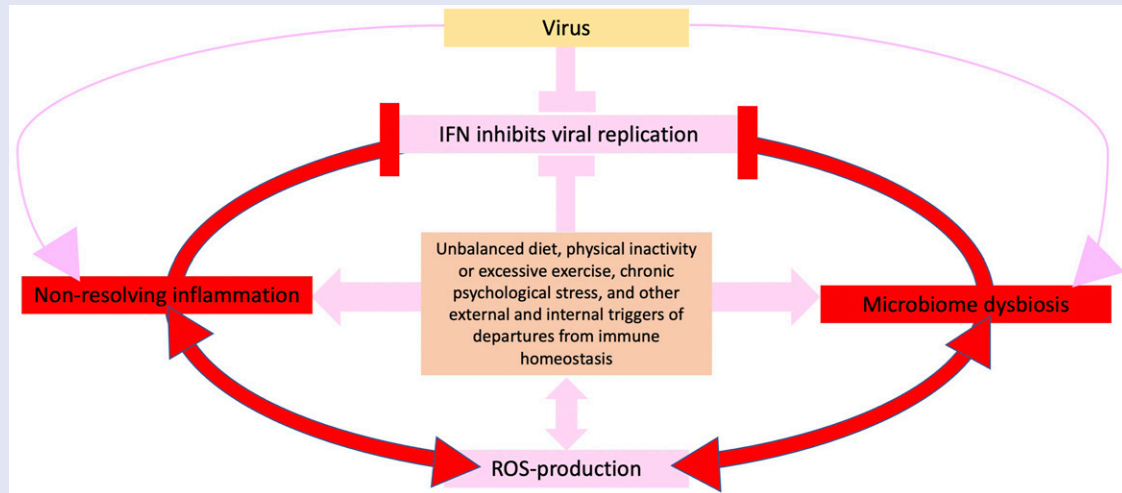 Virus
IFN inhibits viral replication
Unbalanced diet, physical inactivity
or excessive exercise, chronic
psychological stress, and other
external and internal triggers of
departures from immune
homeostasis
Non-resolving inflammation
Microbiome dysbiosis
ROS-production